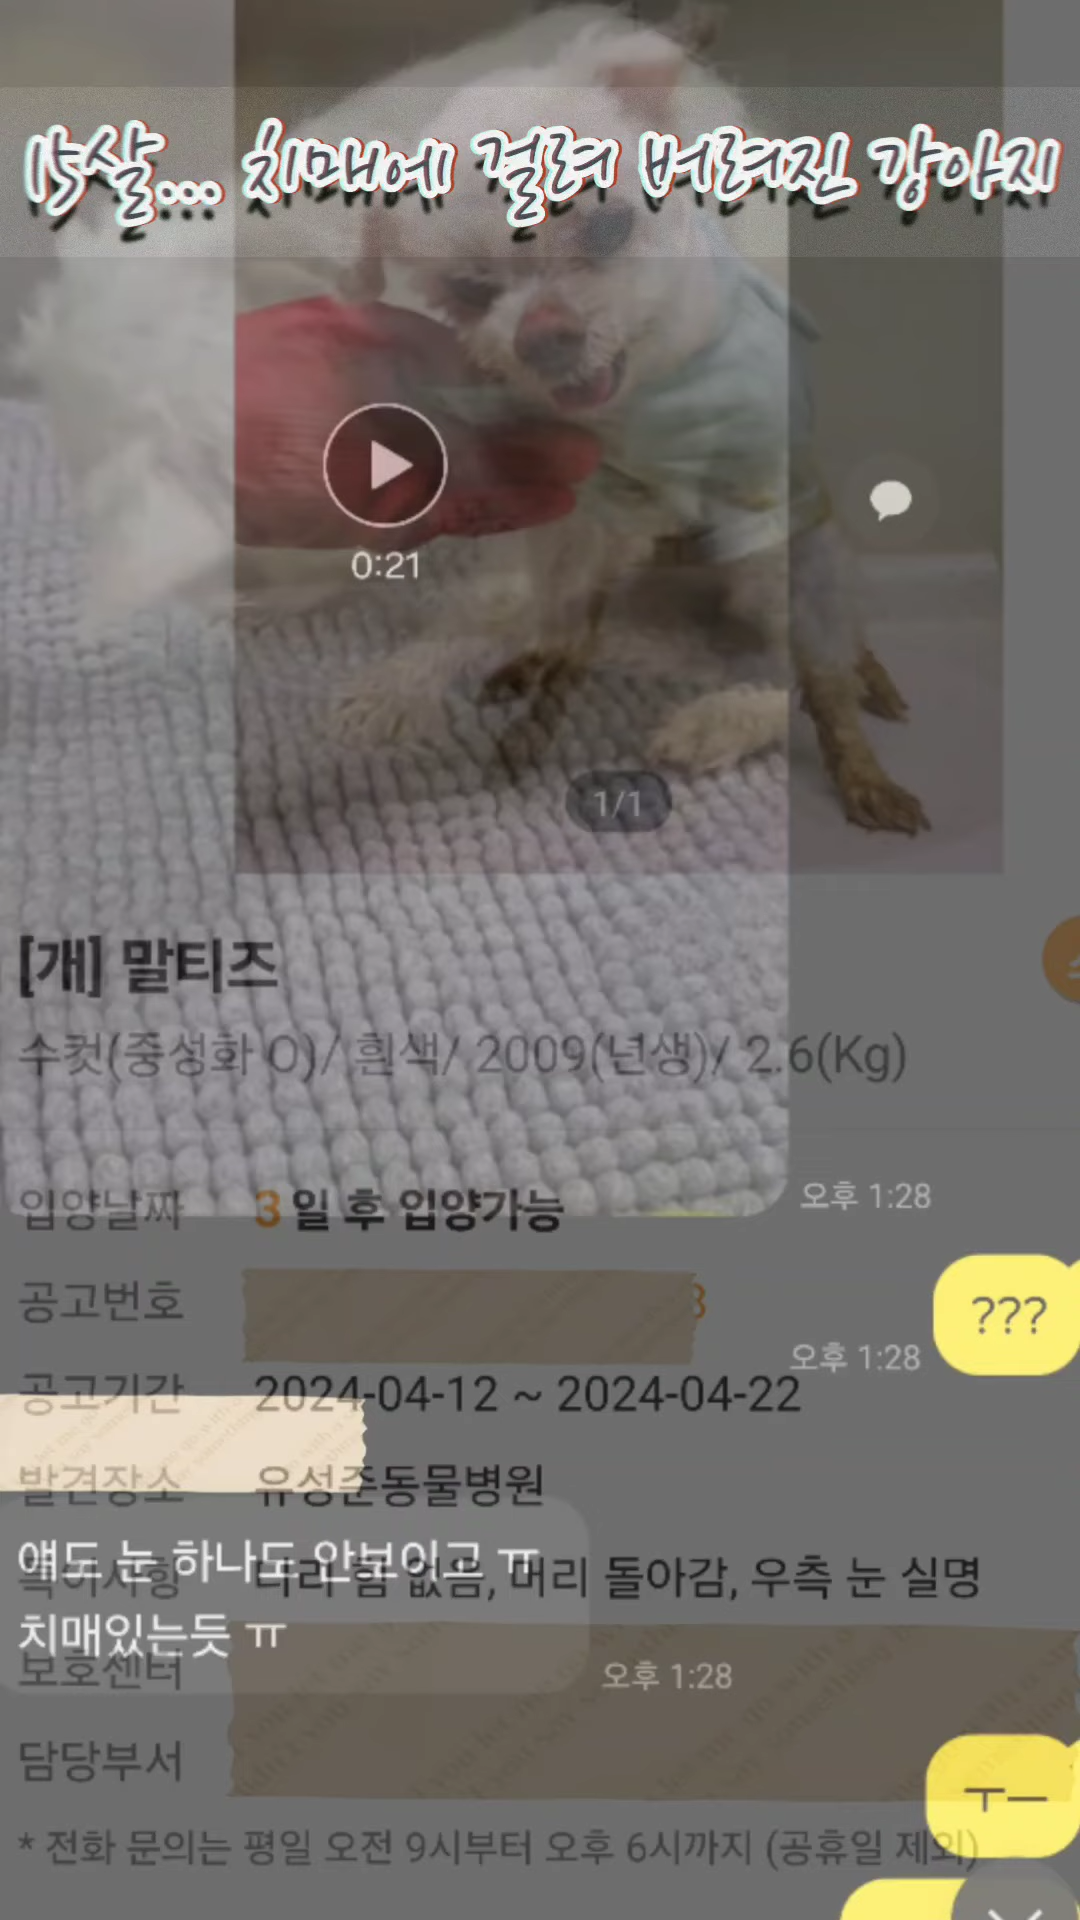 15살... 치매에 걸려 버려진 강아지
0:21
1/1
[개] 말티즈
수컷(중성화 O)/ 흰색/ 2009(년생)/ 2.6(Kg)
오후 1:28
입양날짜 3일 후 입양가능
공고번호
???
오후 1:28
공고기간 2024-04-12 ~ 2024-04-22
발견장소 유성준동물병원
얘도 눈 하나도 안보이고 ㅠ
특이사항 다리 힘 없음, 머리 돌아감, 우측 눈 실명
치매있는듯 ㅠ
보호센터
오후 1:28
담당부서
ㅜㅡ
* 전화 문의는 평일 오전 9시부터 오후 6시까지 (공휴일 제외)